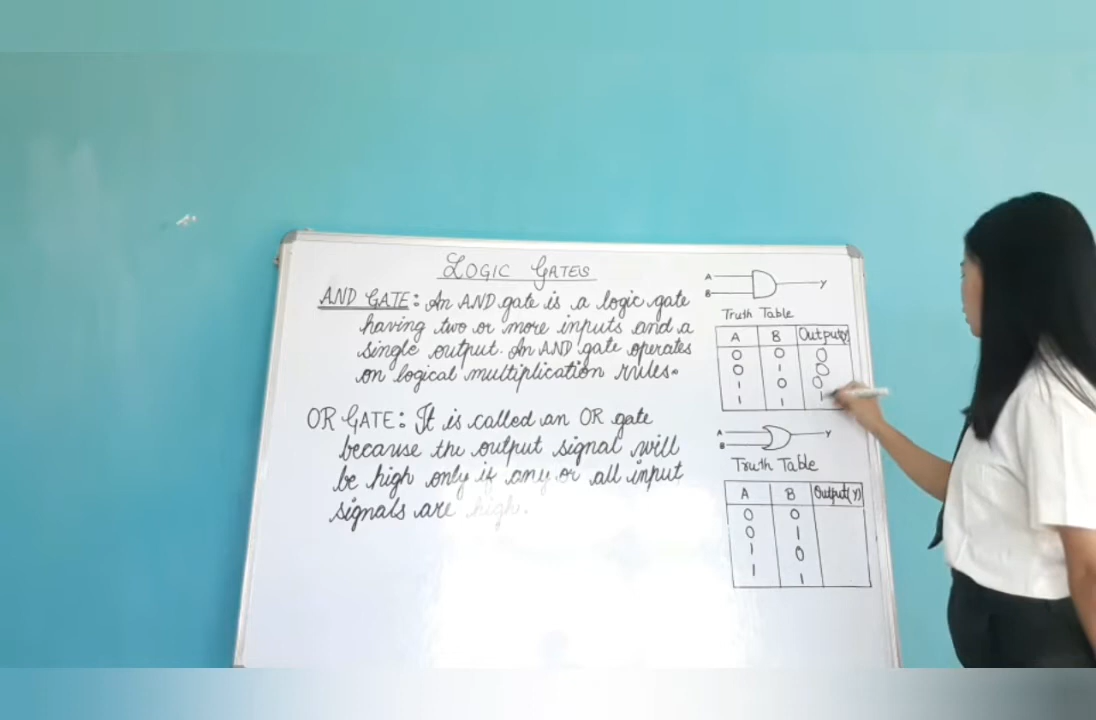 LOGIC GATES
AND GATE: An AND gate is a logic gate
having two or more inputs and a
single output. An AND gate operates
on logical multiplication rules.
OR GATE: It is called an OR gate
because the output signal will
be high only if any or all input
signals are high.
A
B
Y
Truth Table
A B Output(Y)
0 0 0
0 1 0
1 0 0
1 1 1
A
B
Y
Truth Table
A B Output(Y)
0 0
0 1
1 0
1 1